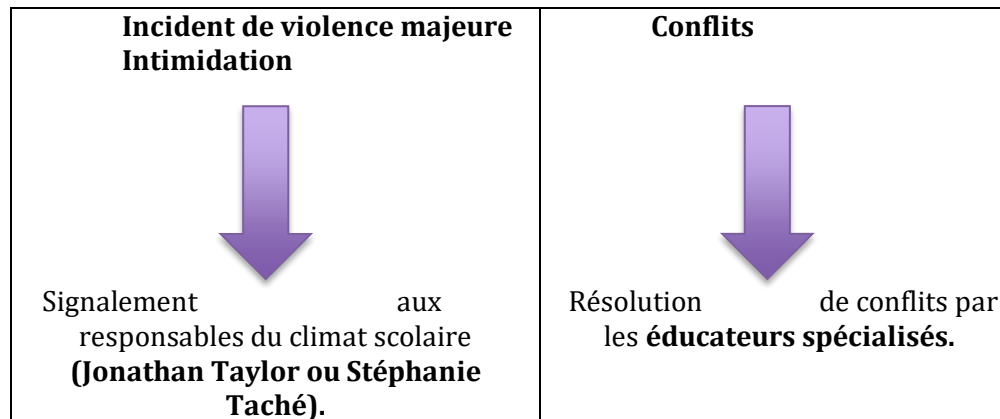 Incident de violence majeure
Intimidation
Signalement aux
responsables du climat scolaire
(Jonathan Taylor ou Stéphanie
Taché).
Conflits
Résolution de conflits par
les éducateurs spécialisés.